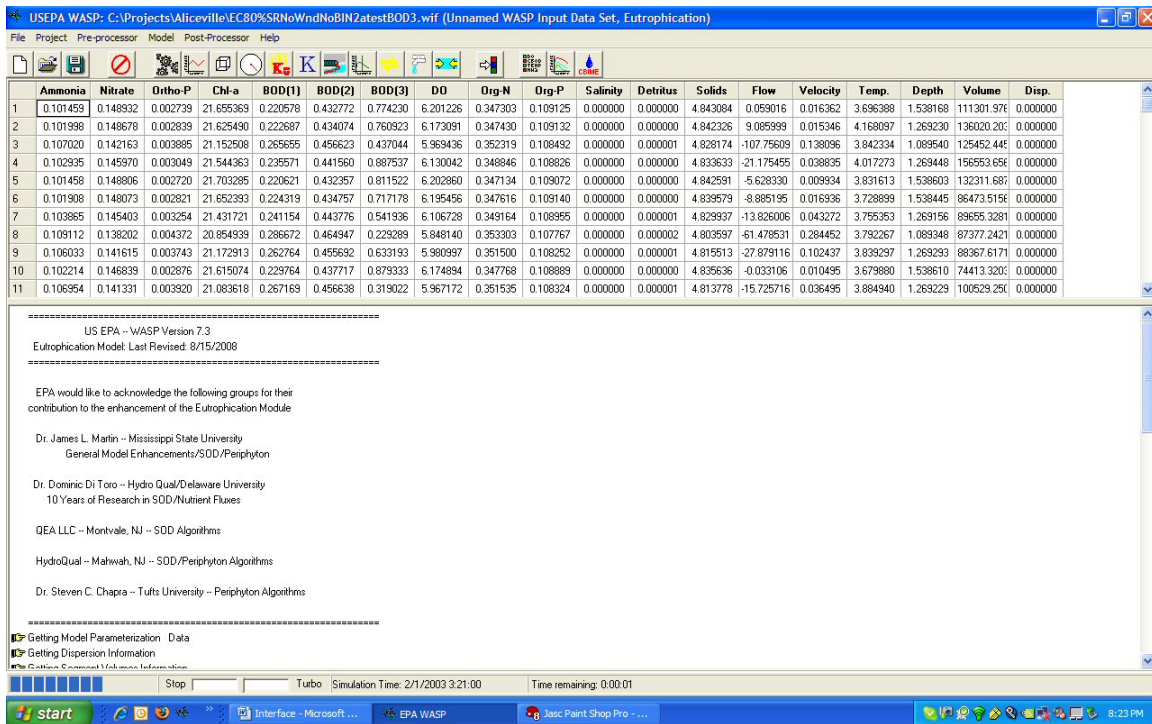 USEPA WASP: C:\Projects\Aliceville\EC80%SRNoWndNoBIN2atestBOD3.wif (Unnamed WASP Input Data Set, Eutrophication)
File Project Pre-processor Model Post-Processor Help
K CBIME
Ammonia Nitrate Ortho-P Chl-a BOD(1) BOD(2) BOD(3) DO Org-N Org-P Salinity Detritus Solids Flow Velocity Temp. Depth Volume Disp.
1 0.101459 0.148932 0.002739 21.655369 0.220578 0.432772 0.774230 6.201226 0.347303 0.109125 0.000000 0.000000 4.843084 0.059016 0.016362 3.696388 1.538168 111301.976 0.000000
2 0.101998 0.148678 0.002839 21.625490 0.222687 0.434074 0.760923 6.173091 0.347430 0.109132 0.000000 0.000000 4.842326 9.085999 0.015346 4.168097 1.269230 136020.203 0.000000
3 0.107020 0.142163 0.003885 21.152508 0.265655 0.456623 0.437044 5.969436 0.352319 0.108492 0.000000 0.000001 4.828174 -107.75609 0.138096 3.842334 1.089540 125452.445 0.000000
4 0.102935 0.145970 0.003049 21.544363 0.235571 0.441560 0.887537 6.130042 0.348846 0.108826 0.000000 0.000000 4.833633 -21.175455 0.038835 4.017273 1.269448 156553.656 0.000000
5 0.101458 0.148806 0.002720 21.703285 0.220621 0.432357 0.811522 6.202860 0.347134 0.109072 0.000000 0.000000 4.842591 -5.628330 0.009934 3.831613 1.538603 132311.687 0.000000
6 0.101908 0.148073 0.002821 21.652393 0.224319 0.434757 0.717178 6.195456 0.347616 0.109140 0.000000 0.000000 4.839579 -8.885195 0.016936 3.728899 1.538445 86473.5156 0.000000
7 0.103865 0.145403 0.003254 21.431721 0.241154 0.443776 0.541936 6.106728 0.349164 0.108955 0.000000 0.000001 4.829937 -13.826006 0.043272 3.755353 1.269156 89655.3281 0.000000
8 0.109112 0.138202 0.004372 20.854939 0.286672 0.464947 0.229289 5.848140 0.353303 0.107767 0.000000 0.000002 4.803597 -61.478531 0.284452 3.792267 1.089348 87377.2421 0.000000
9 0.106033 0.141615 0.003743 21.172913 0.262764 0.455692 0.633193 5.980997 0.351500 0.108252 0.000000 0.000001 4.815513 -27.879116 0.102437 3.839297 1.269293 88367.6171 0.000000
10 0.102214 0.146839 0.002876 21.615074 0.229764 0.437717 0.879333 6.174894 0.347768 0.108889 0.000000 0.000000 4.835636 -0.033106 0.010495 3.679880 1.538610 74413.3203 0.000000
11 0.106954 0.141331 0.003920 21.083618 0.267169 0.456638 0.319022 5.967172 0.351535 0.108324 0.000000 0.000001 4.813778 -15.725716 0.036495 3.884940 1.269229 100529.250 0.000000
US EPA -- WASP Version 7.3
Eutrophication Model: Last Revised: 8/15/2008
EPA would like to acknowledge the following groups for their
contribution to the enhancement of the Eutrophication Module
Dr. James L. Martin -- Mississippi State University
General Model Enhancements/SOD/Periphyton
Dr. Dominic Di Toro -- Hydro Qual/Delaware University
10 Years of Research in SOD/Nutrient Fluxes
QEA LLC -- Montvale, NJ -- SOD Algorithms
HydroQual -- Mahwah, NJ -- SOD/Periphyton Algorithms
Dr. Steven C. Chapra -- Tufts University -- Periphyton Algorithms
Getting Model Parameterization Data
Getting Dispersion Information
Getting Segment Volumes Information
Stop Turbo Simulation Time: 2/1/2003 3:21:00 Time remaining: 0:00:01
start Interface - Microsoft ... EPA WASP Jasc Paint Shop Pro - ... 8:23 PM